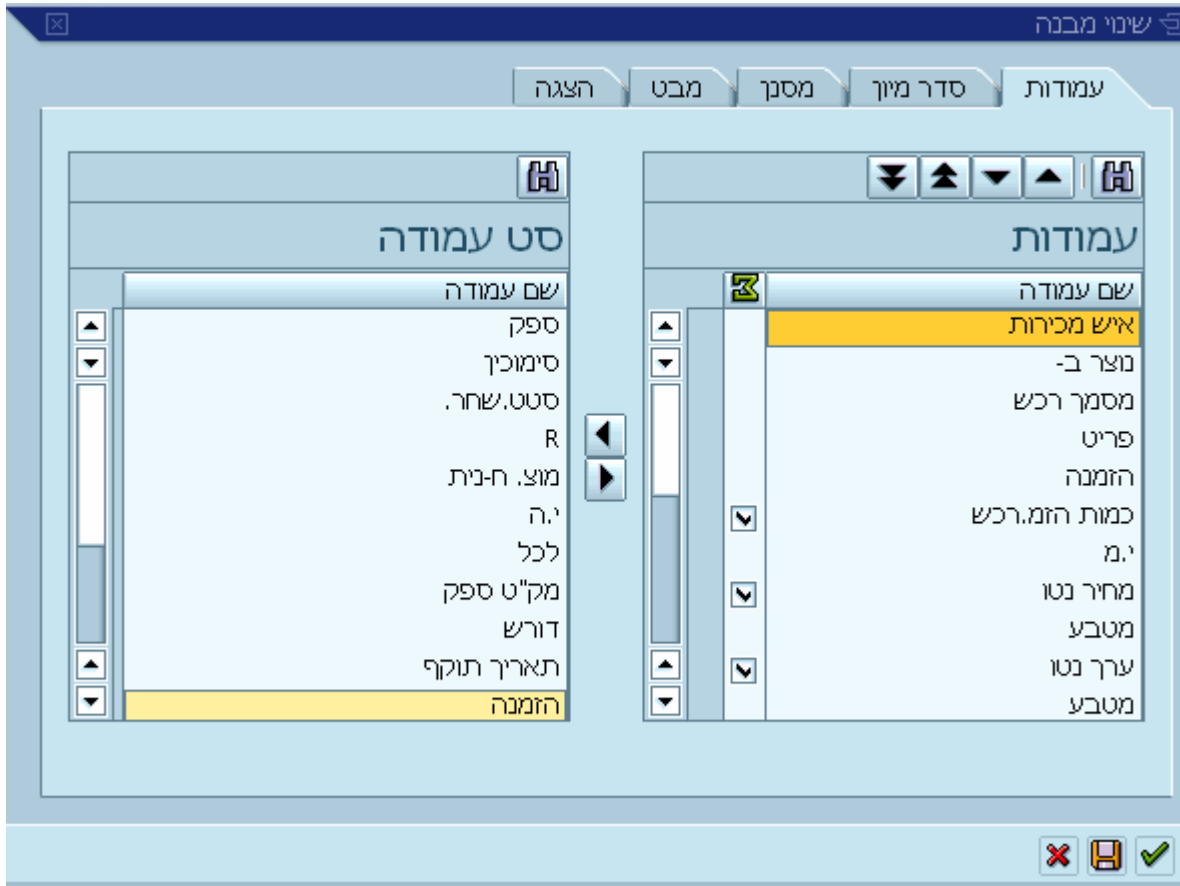 שינוי מבנה
עמודות
סדר מיון
מסנן
מבט
הצגה
עמודות
שם עמודה
איש מכירות
נוצר ב-
מסמך רכש
פריט
הזמנה
כמות הזמ.רכש
י.מ
מחיר נטו
מטבע
ערך נטו
מטבע
סט עמודה
שם עמודה
ספק
סימוכין
סטט.שחר.
R
מוצ. ח-נית
י.ה
לכל
מק"ט ספק
דורש
תאריך תוקף
הזמנה